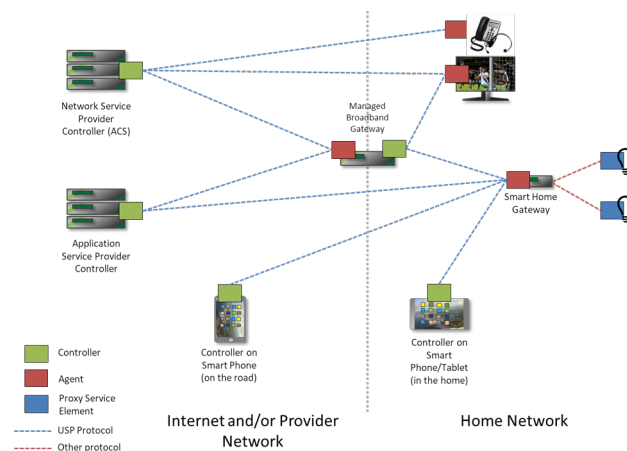 Network Service
Provider
Controller (ACS)
Managed
Broadband
Gateway
Smart Home
Gateway
Application
Service Provider
Controller
Controller on
Smart Phone
(on the road)
Controller on
Smart
Phone/Tablet
(in the home)
Controller
Agent
Proxy Service
Element
USP Protocol
Other protocol
Internet and/or Provider
Network
Home Network